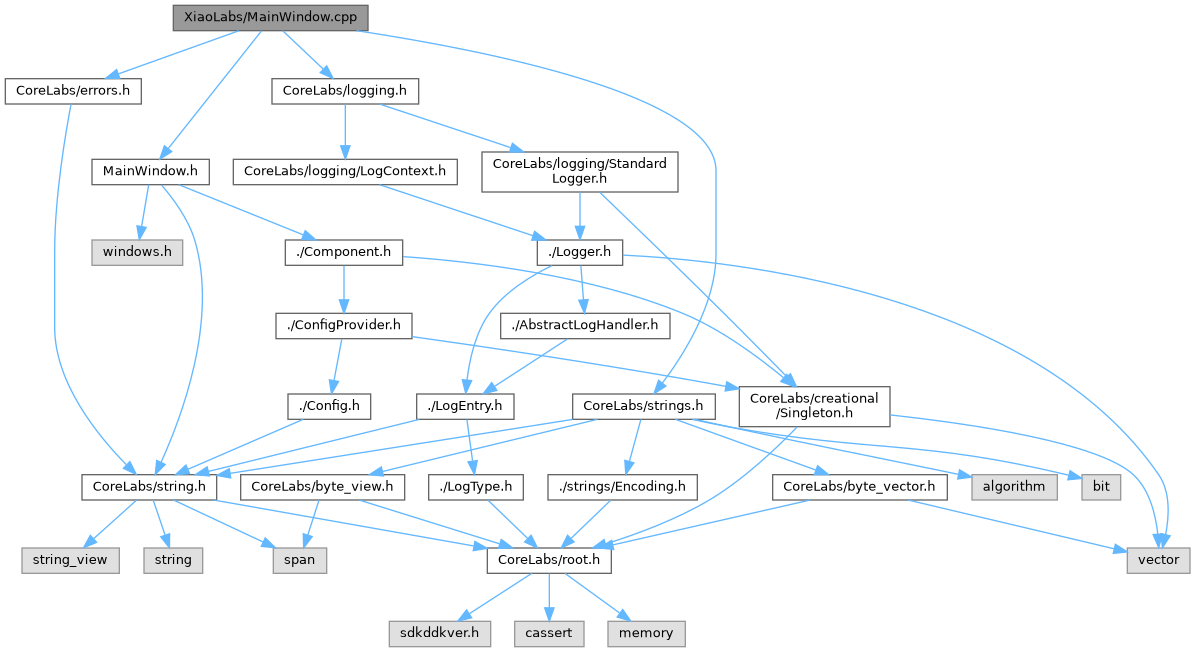 XiaoLabs/MainWindow.cpp
CoreLabs/errors.h
CoreLabs/logging.h
MainWindow.h
CoreLabs/logging/LogContext.h
CoreLabs/logging/Standard
Logger.h
windows.h
./Component.h
./Logger.h
./ConfigProvider.h
./AbstractLogHandler.h
./Config.h
./LogEntry.h
CoreLabs/strings.h
CoreLabs/creational
/Singleton.h
CoreLabs/string.h
CoreLabs/byte_view.h
./LogType.h
./strings/Encoding.h
CoreLabs/byte_vector.h
algorithm
bit
string_view
string
span
CoreLabs/root.h
vector
sdkddkver.h
cassert
memory